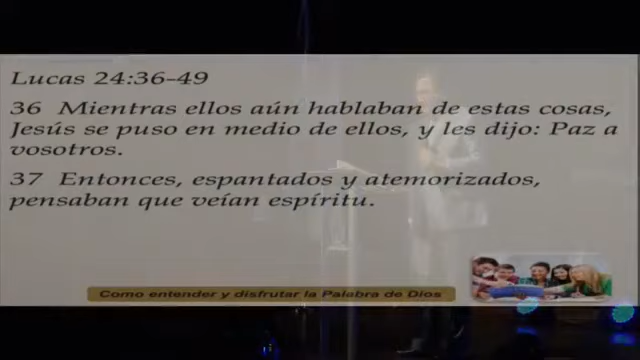 Lucas 24:36-49
36 Mientras ellos aún hablaban de estas cosas,
Jesús se puso en medio de ellos, y les dijo: Paz a
vosotros.
37 Entonces, espantados y atemorizados,
pensaban que veían espíritu.
Como entender y disfrutar la Palabra de Dios